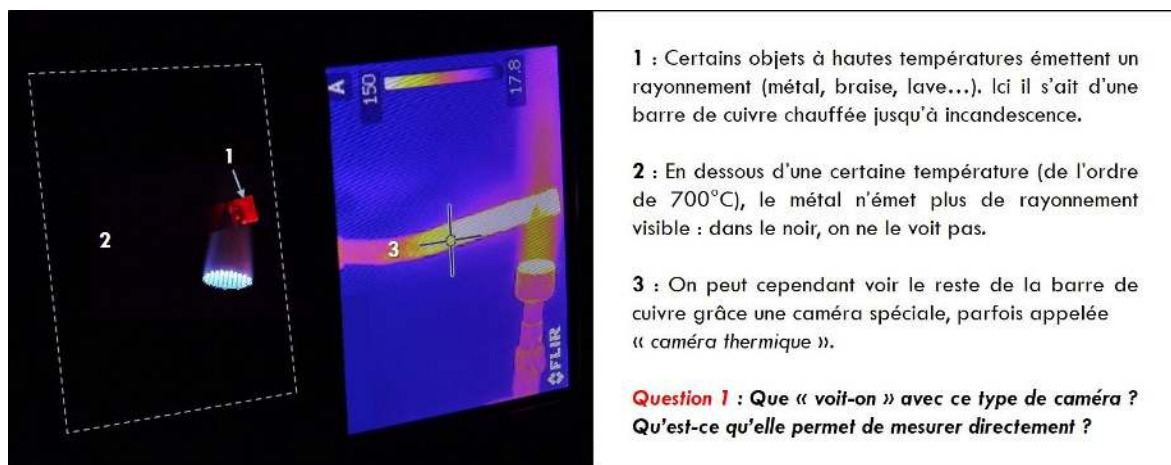 1
2
A
150
17.8
3
FLIR
1 : Certains objets à hautes températures émettent un
rayonnement (métal, braise, lave...). Ici il s'ait d'une
barre de cuivre chauffée jusqu'à incandescence.
2 : En dessous d'une certaine température (de l'ordre
de 700°C), le métal n'émet plus de rayonnement
visible : dans le noir, on ne le voit pas.
3 : On peut cependant voir le reste de la barre de
cuivre grâce une caméra spéciale, parfois appelée
« caméra thermique ».
Question 1 : Que « voit-on » avec ce type de caméra ?
Qu'est-ce qu'elle permet de mesurer directement ?